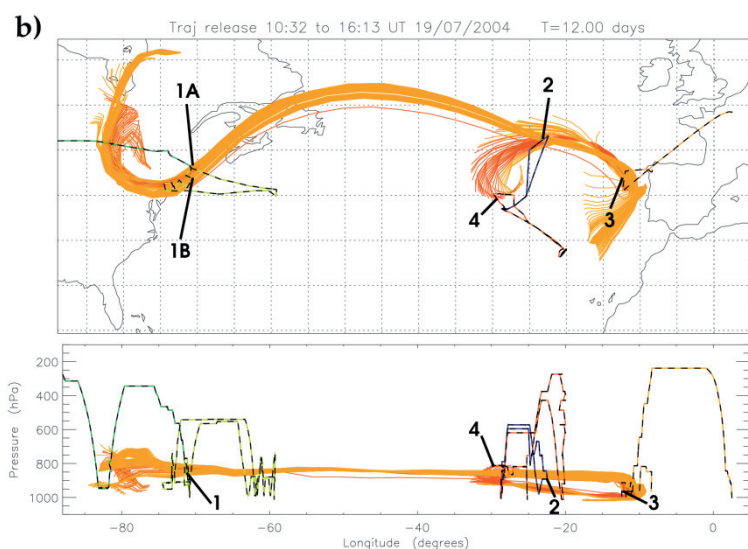 b)
Traj release 10:32 to 16:13 UT 19/07/2004 T=12.00 days
1A
2
1B
4
3
Pressure (hPa)
200
400
600
800
1000
4
1
2
3
−80 −60 −40 −20 0
Longitude (degrees)